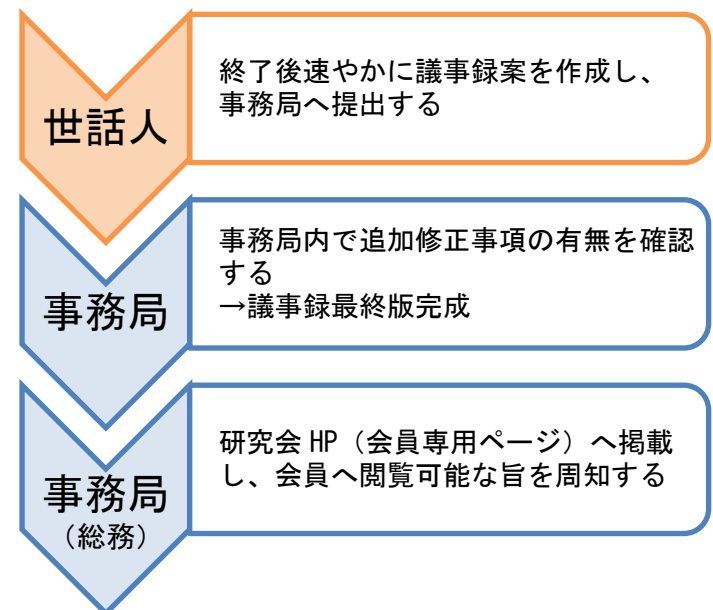 世話人
終了後速やかに議事録案を作成し、
事務局へ提出する
事務局
事務局内で追加修正事項の有無を確認
する
→議事録最終版完成
事務局
（総務）
研究会 HP（会員専用ページ）へ掲載
し、会員へ閲覧可能な旨を周知する